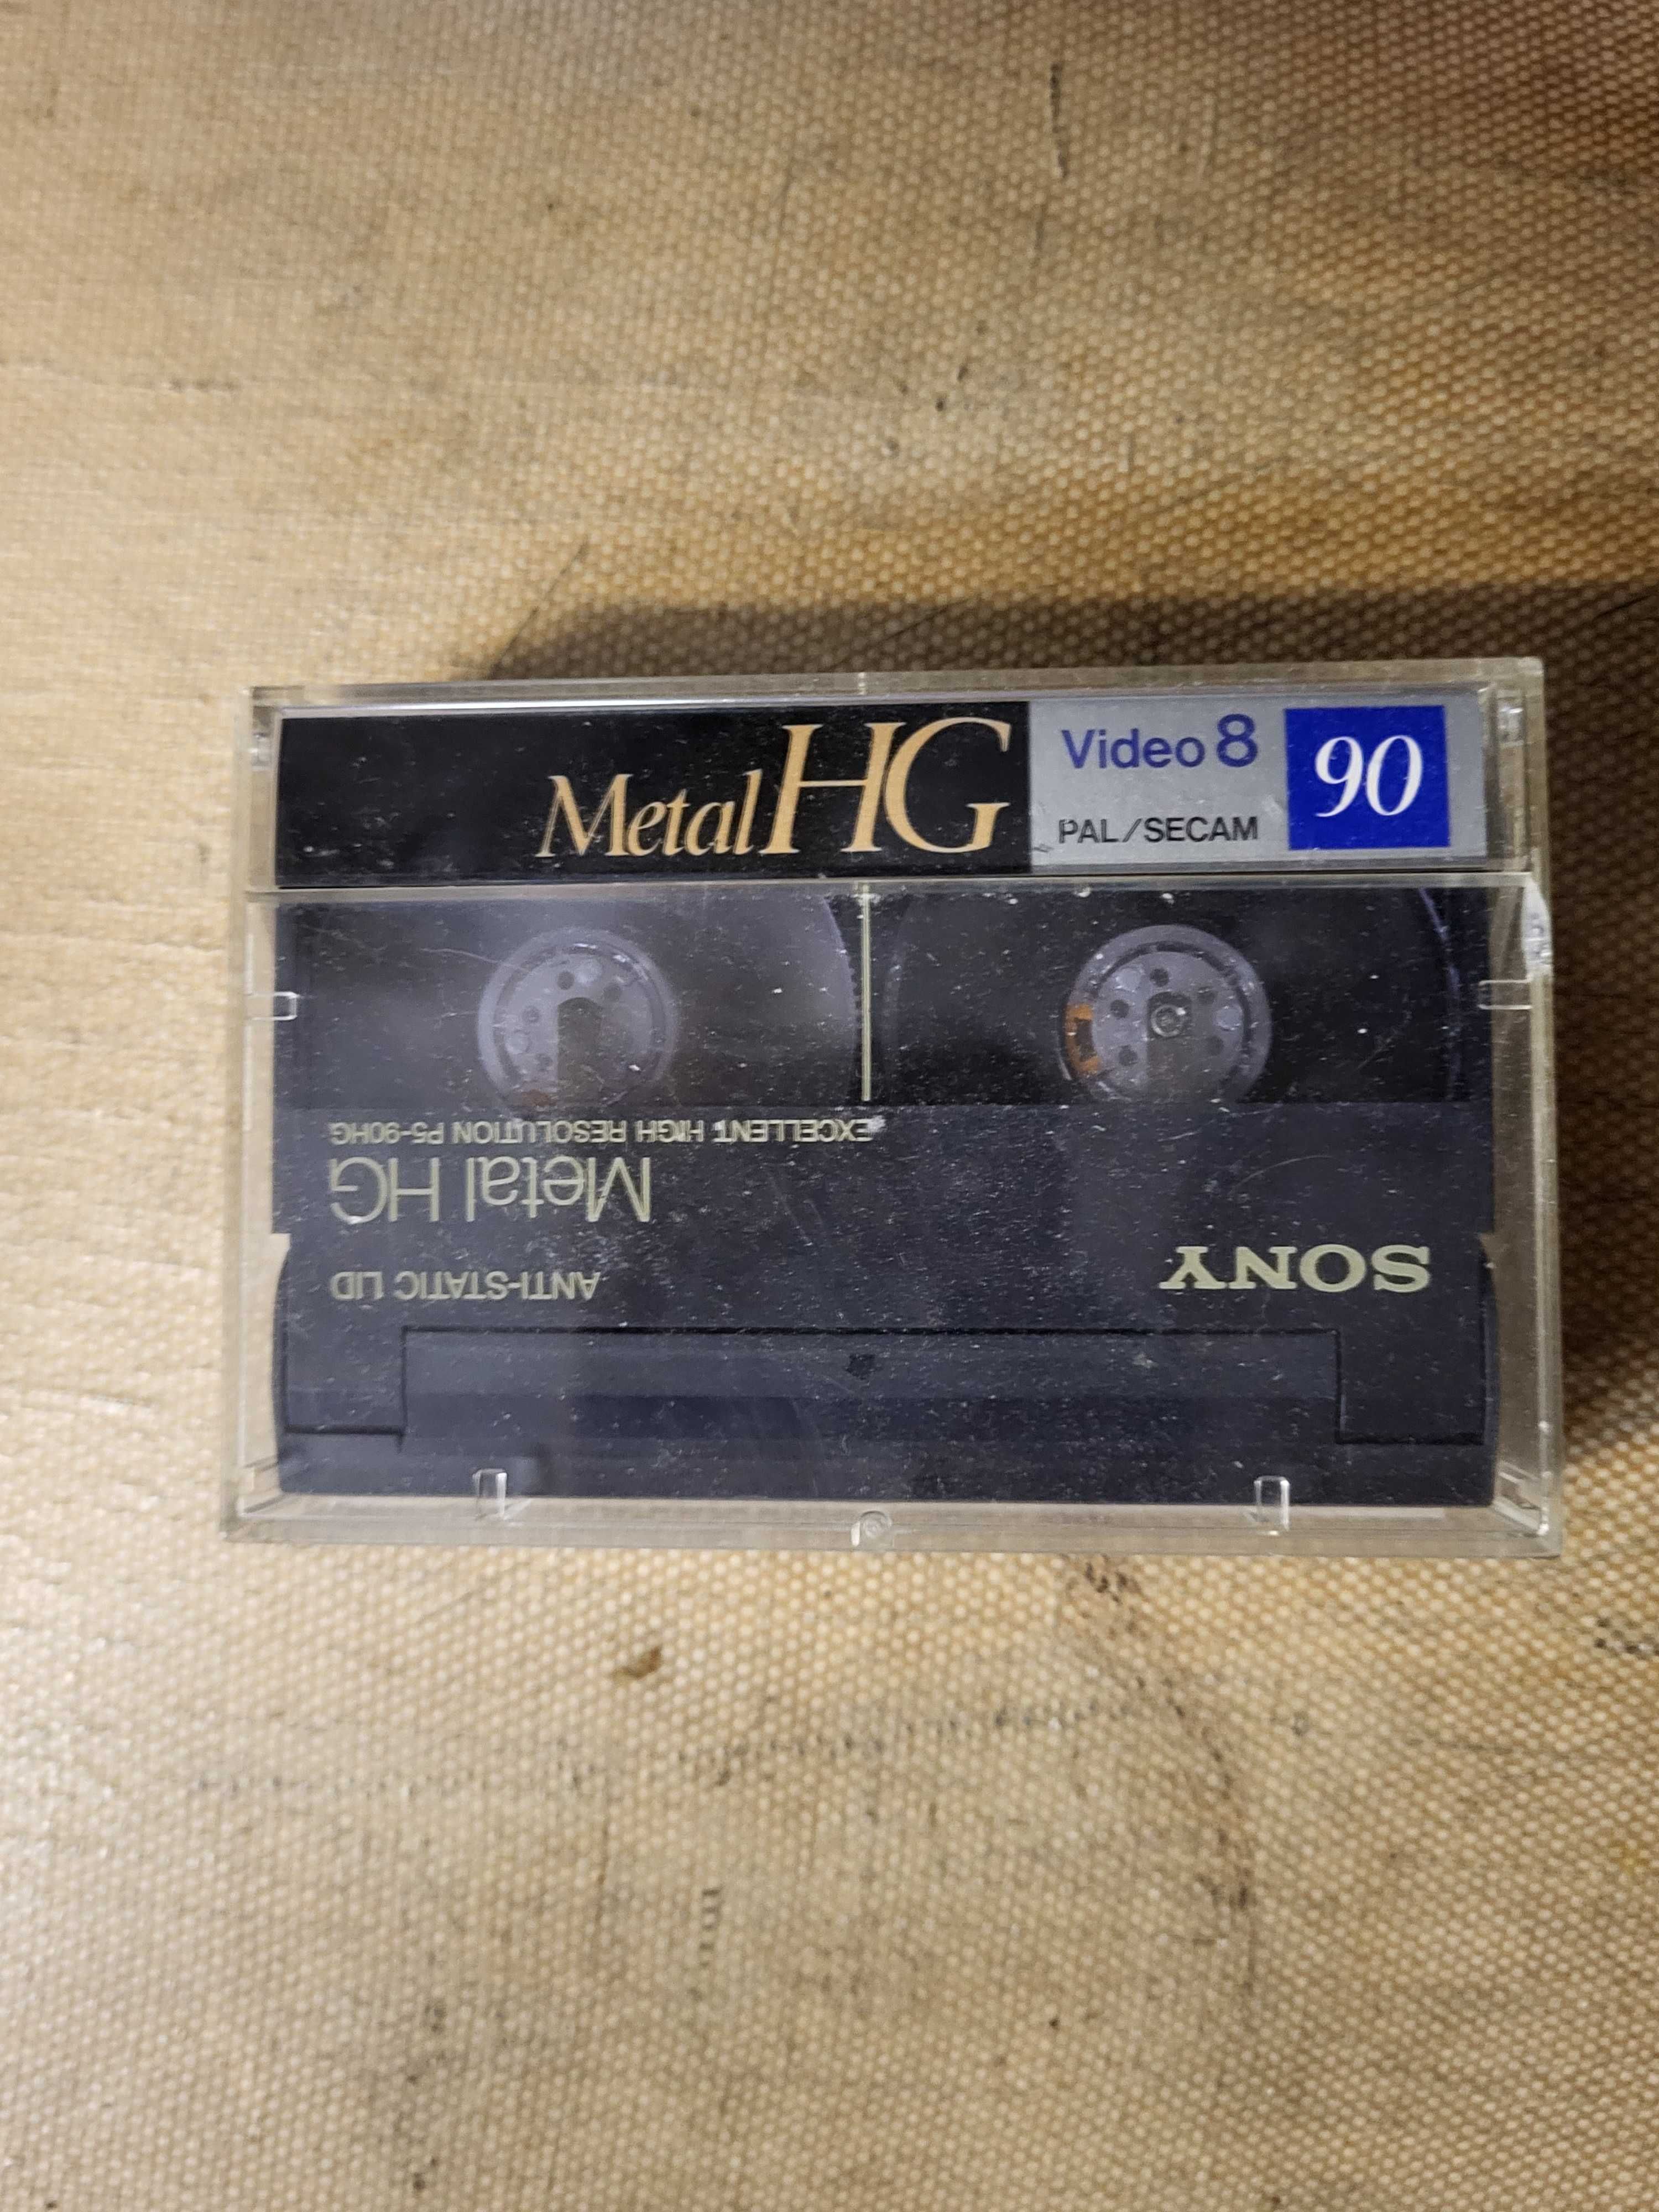 Metal HG
Video 8
PAL/SECAM
90
EXCELLENT HIGH RESOLUTION P5-90HG
Metal HG
ANTI-STATIC LID
SONY